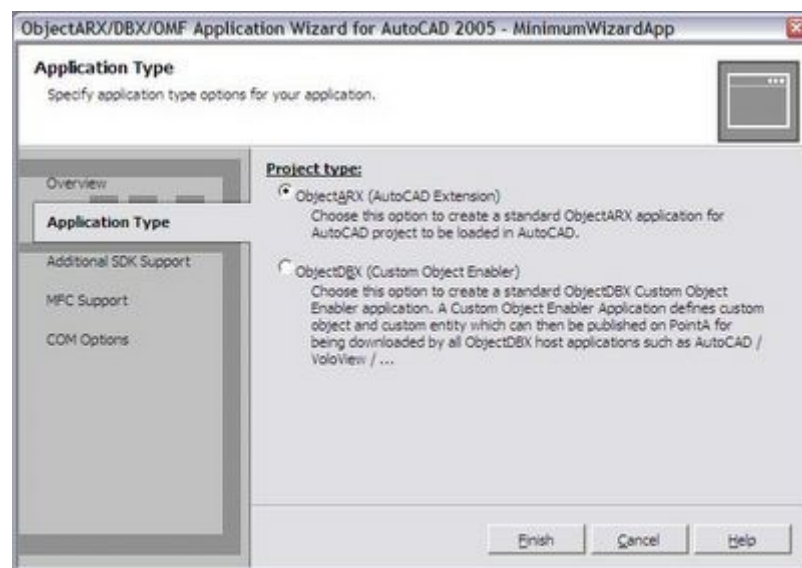 ObjectARX/DBX/OMF Application Wizard for AutoCAD 2005 - MinimumWizardApp
Application Type
Specify application type options for your application.
Overview
Application Type
Additional SDK Support
MFC Support
COM Options
Project type:
ObjectARX (AutoCAD Extension)
Choose this option to create a standard ObjectARX application for
AutoCAD project to be loaded in AutoCAD.
ObjectDBX (Custom Object Enabler)
Choose this option to create a standard ObjectDBX Custom Object
Enabler application. A Custom Object Enabler Application defines custom
object and custom entity which can then be published on PointA for
being downloaded by all ObjectDBX host applications such as AutoCAD /
VoloView / ...
Finish
Cancel
Help